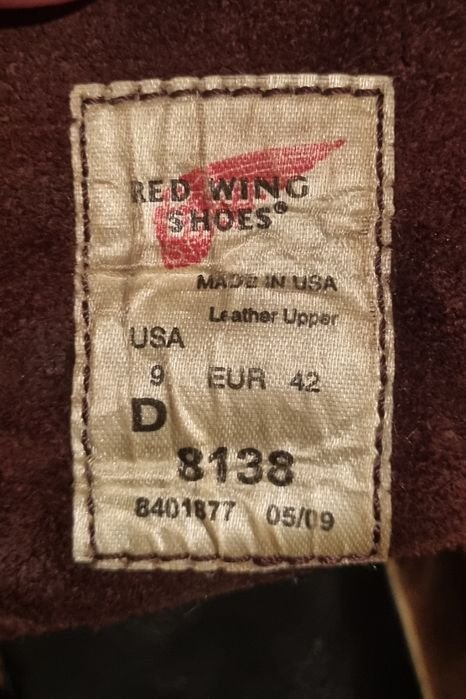 RED WING
SHOES®
MADE IN USA
Leather Upper
USA
9 EUR 42
D
8138
8401877 05/09